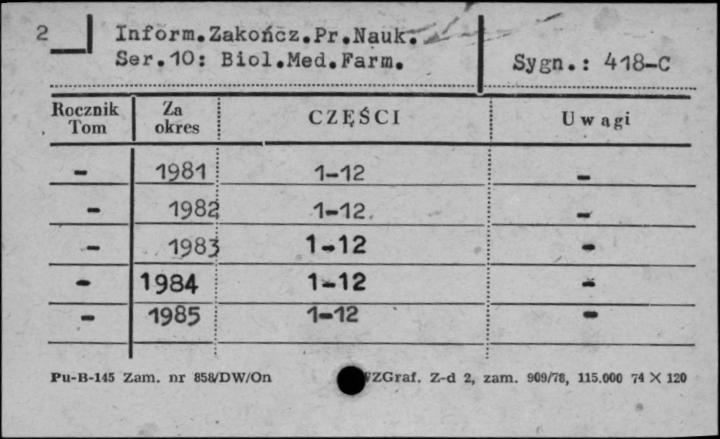 2 Inform.Zakończ.Pr.Nauk.
Ser.10: Biol.Med.Farm. Sygn.: 418-C
Rocznik Tom Za okres CZĘŚCI Uwagi
- 1981 1-12 -
- 1982 1-12. -
- 1983 1-12 -
- 1984 1-12 -
- 1985 1-12 -
Pu-B-145 Zam. nr 858/DW/On ZGraf. Z-d 2, zam. 909/78, 115.000 74 X 120